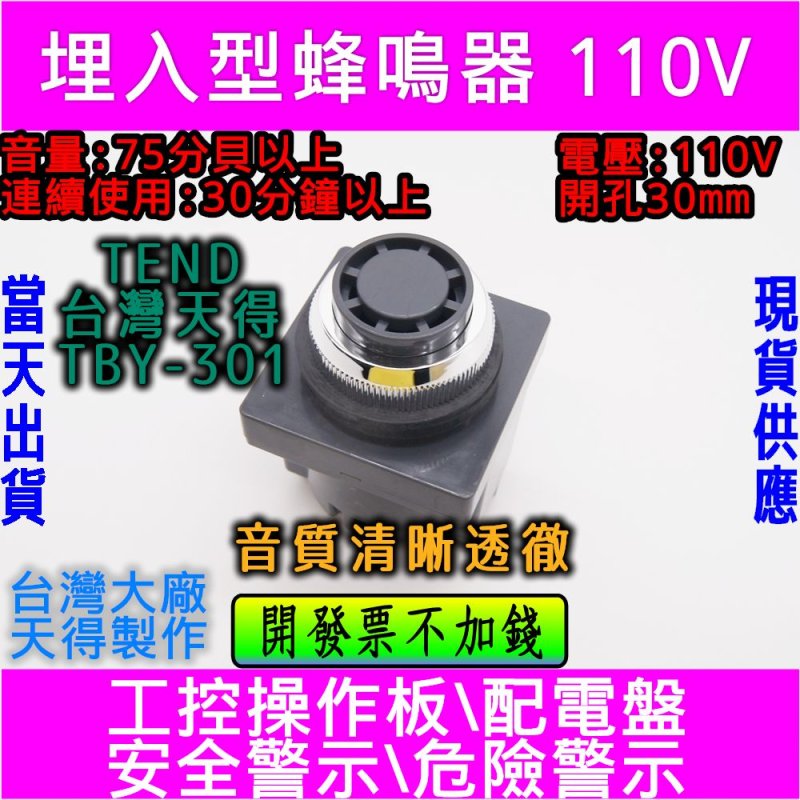 埋入型蜂鳴器 110V
音量:75分貝以上
連續使用:30分鐘以上
電壓:110V
開孔30mm
TEND
台灣天得
TBY-301
當天出貨
現貨供應
音質清晰透徹
台灣大廠
天得製作
開發票不加錢
工控操作板\配電盤
安全警示\危險警示